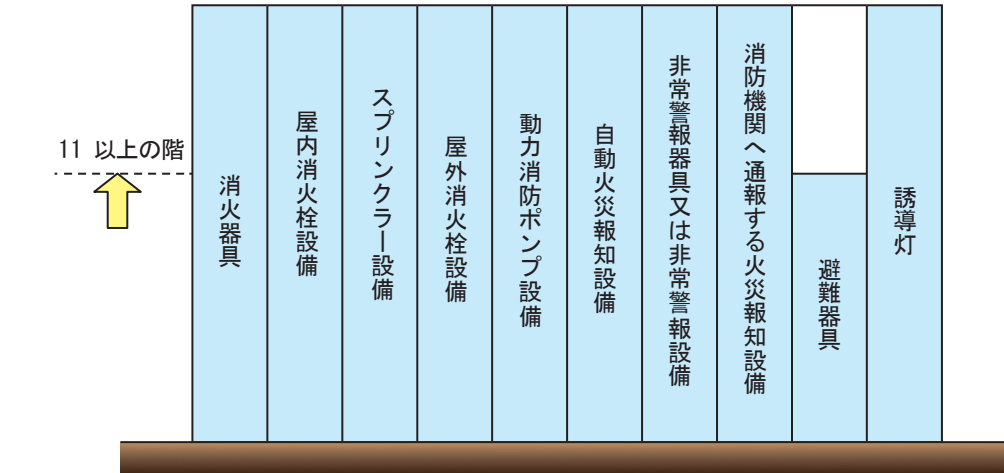 11 以上の階
消火器具
屋内消火栓設備
スプリンクラー設備
屋外消火栓設備
動力消防ポンプ設備
自動火災報知設備
非常警報器具又は非常警報設備
消防機関へ通報する火災報知設備
避難器具
誘導灯